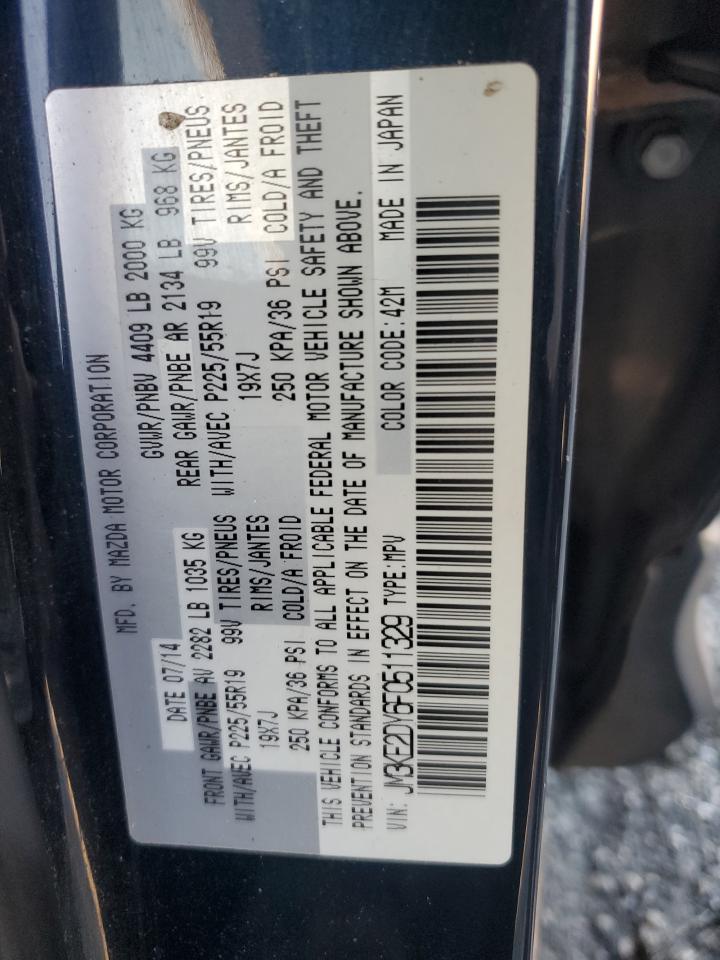 MFD. BY MAZDA MOTOR CORPORATION
DATE 07/14 GVWR/PNBV 4409 LB 2000 KG
FRONT GAWR/PNBE AV 2282 LB 1035 KG REAR GAWR/PNBE AR 2134 LB 968 KG
WITH/AVEC P225/55R19 99V TIRES/PNEUS WITH/AVEC P225/55R19 99V TIRES/PNEUS
19X7J RIMS/JANTES 19X7J RIMS/JANTES
250 KPA/36 PSI COLD/A FROID 250 KPA/36 PSI COLD/A FROID
THIS VEHICLE CONFORMS TO ALL APPLICABLE FEDERAL MOTOR VEHICLE SAFETY AND THEFT
PREVENTION STANDARDS IN EFFECT ON THE DATE OF MANUFACTURE SHOWN ABOVE.
VIN: JM3KE2DY6F0511329 TYPE:MPV COLOR CODE:42M MADE IN JAPAN